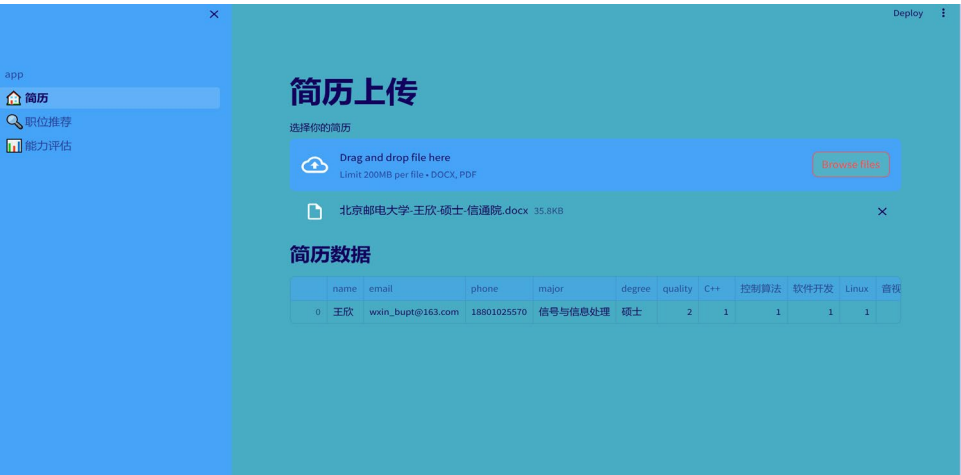 Deploy
app
简历
职位推荐
能力评估
简历上传
选择你的简历
Drag and drop file here
Limit 200MB per file • DOCX, PDF
Browse files
北京邮电大学-王欣-硕士-信通院.docx 35.8KB
简历数据
name email phone major degree quality C++ 控制算法 软件开发 Linux 音视
0 王欣 wxin_bupt@163.com 18801025570 信号与信息处理 硕士 2 1 1 1 1